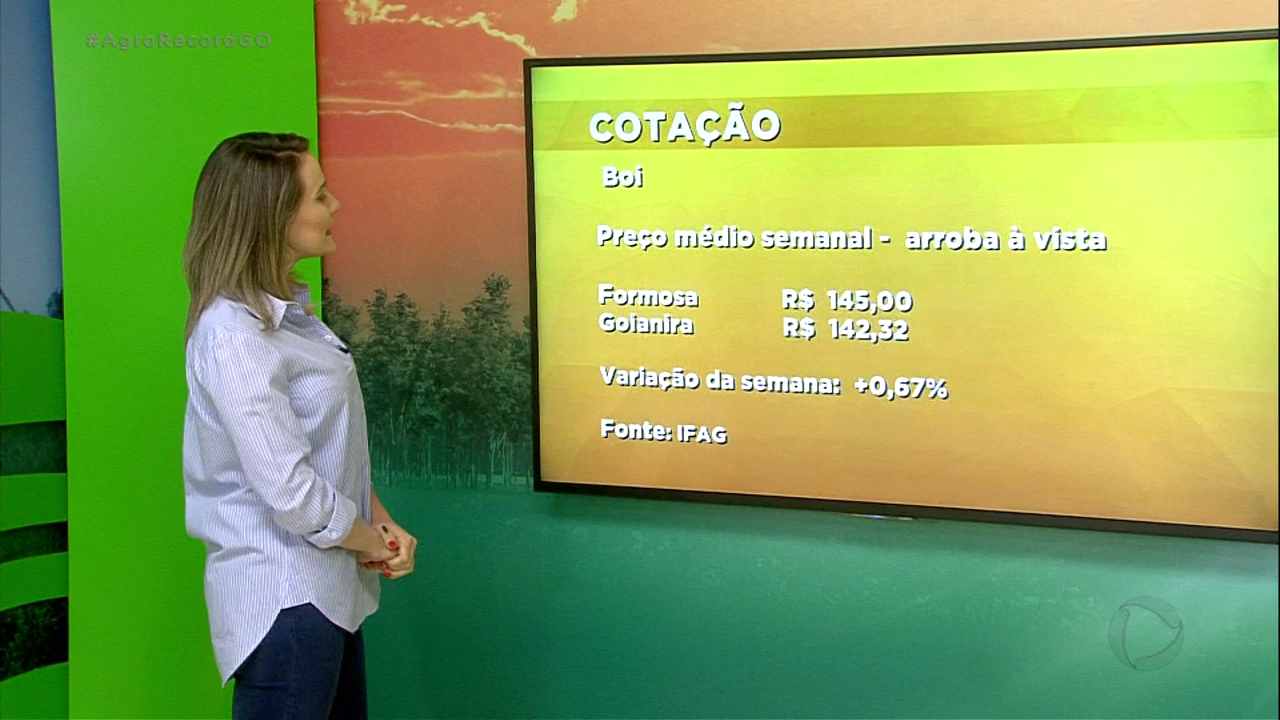 #AgroRecordGO
COTAÇÃO
Boi
Preço médio semanal - arroba à vista
Formosa R$ 145,00
Goianira R$ 142,32
Variação da semana: +0,67%
Fonte: IFAG